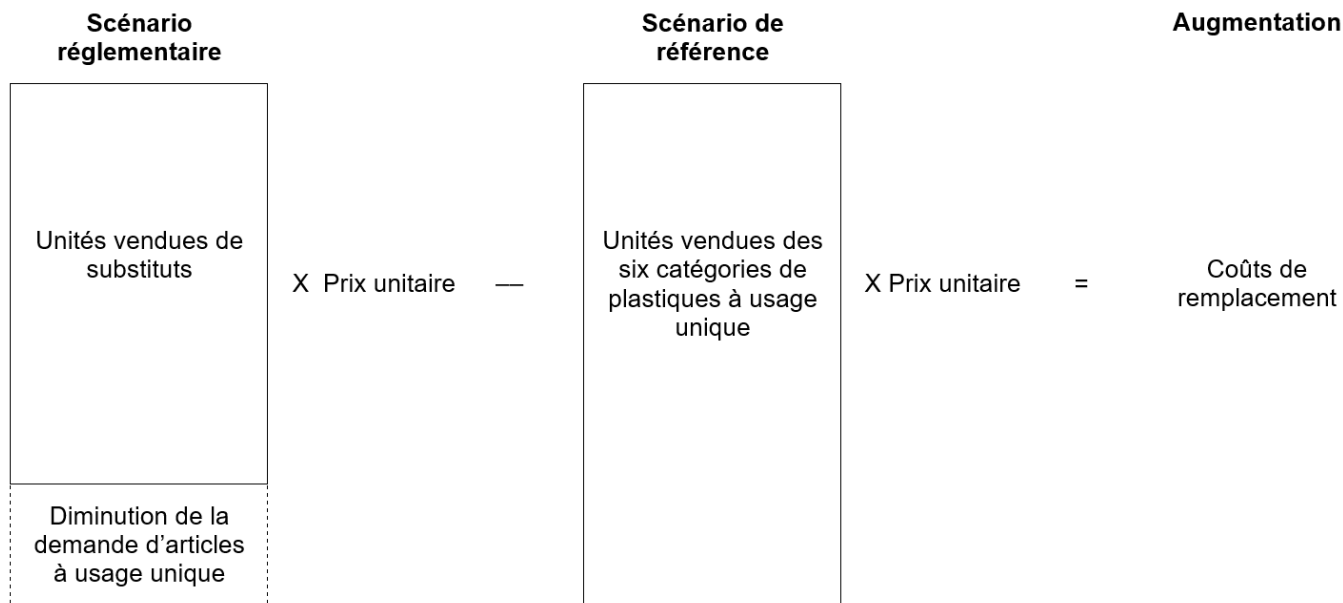 Scénario
réglementaire
Scénario de
référence
Augmentation
Unités vendues de
substituts
X Prix unitaire
—
Unités vendues des
six catégories de
plastiques à usage
unique
X Prix unitaire
=
Coûts de
remplacement
Diminution de la
demande d’articles
à usage unique